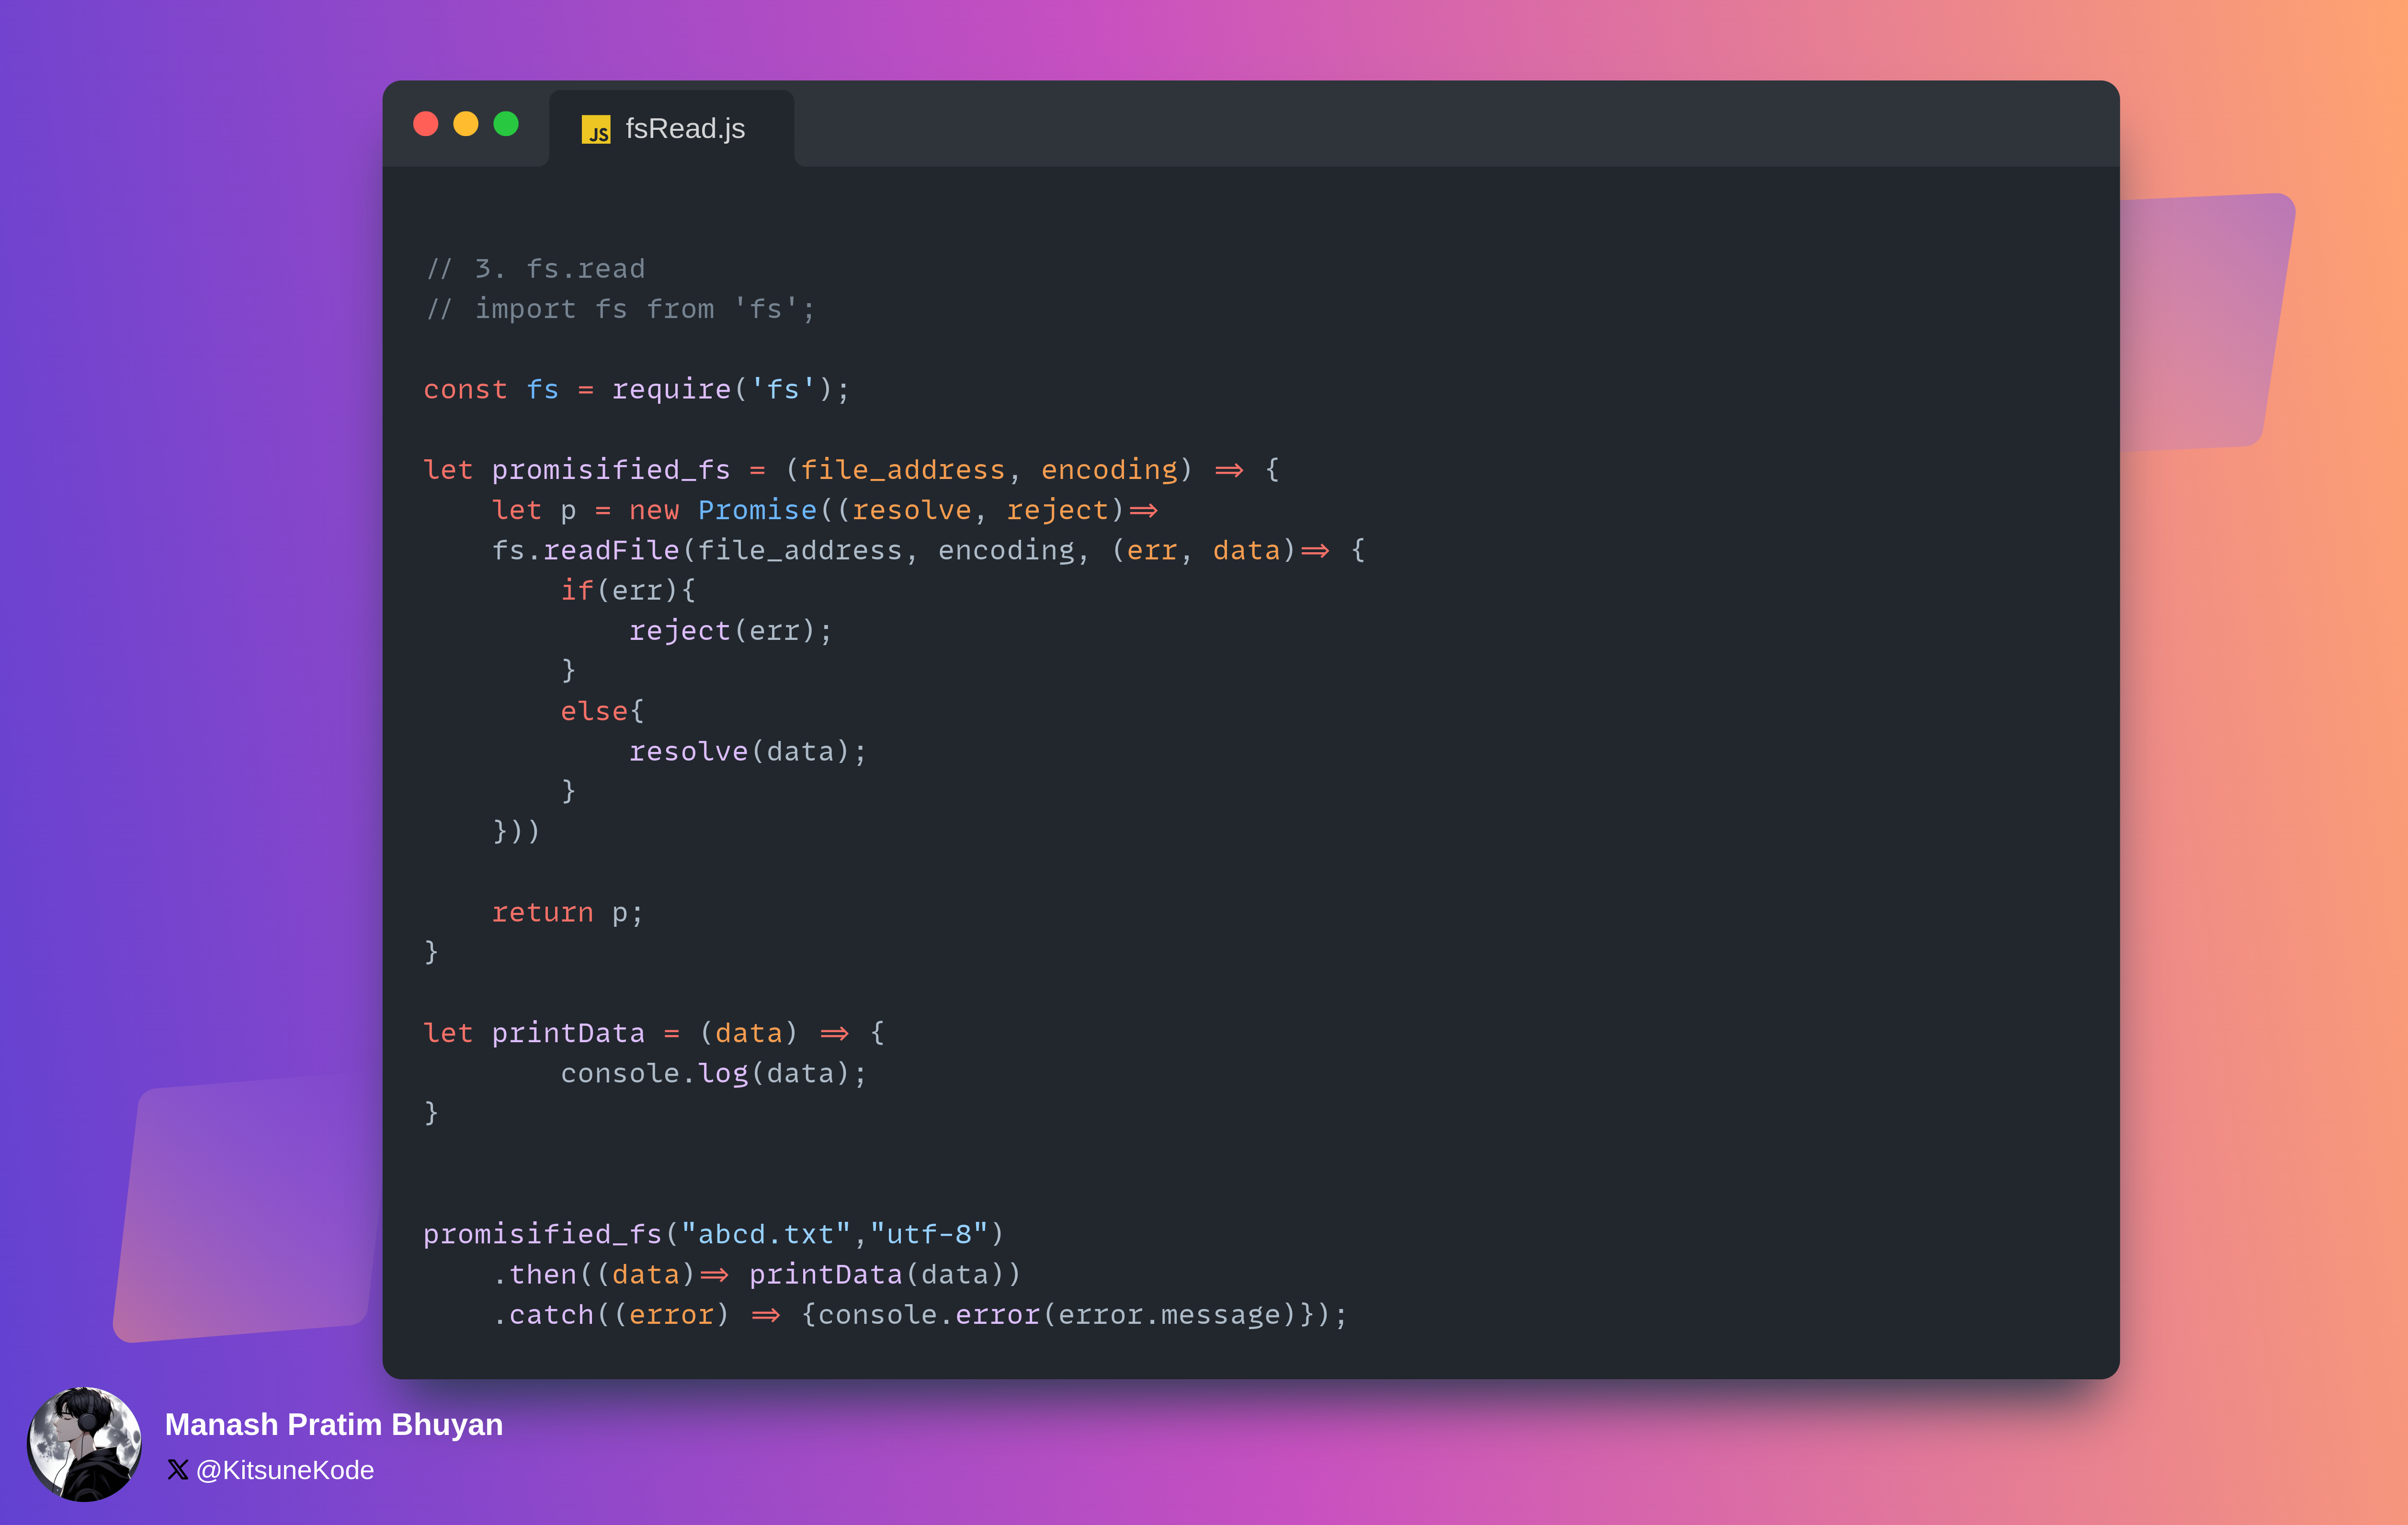 JS fsRead.js
// 3. fs.read
// import fs from 'fs';
const fs = require('fs');
let promisified_fs = (file_address, encoding) => {
    let p = new Promise((resolve, reject)=>
    fs.readFile(file_address, encoding, (err, data)=> {
        if(err){
            reject(err);
        }
        else{
            resolve(data);
        }
    }))
    return p;
}
let printData = (data) => {
        console.log(data);
}
promisified_fs("abcd.txt","utf-8")
    .then((data)=> printData(data))
    .catch((error) => {console.error(error.message)});
Manash Pratim Bhuyan
@KitsuneKode